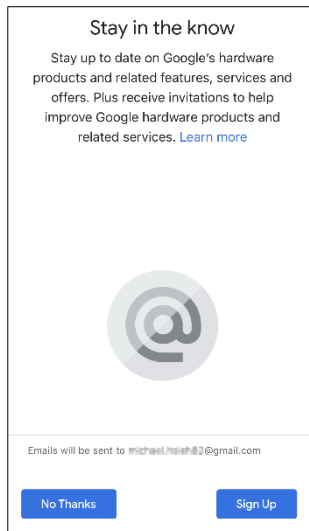 Stay in the know
Stay up to date on Google's hardware
products and related features, services and
offers. Plus receive invitations to help
improve Google hardware products and
related services. Learn more
@
Emails will be sent to @gmail.com
No Thanks
Sign Up